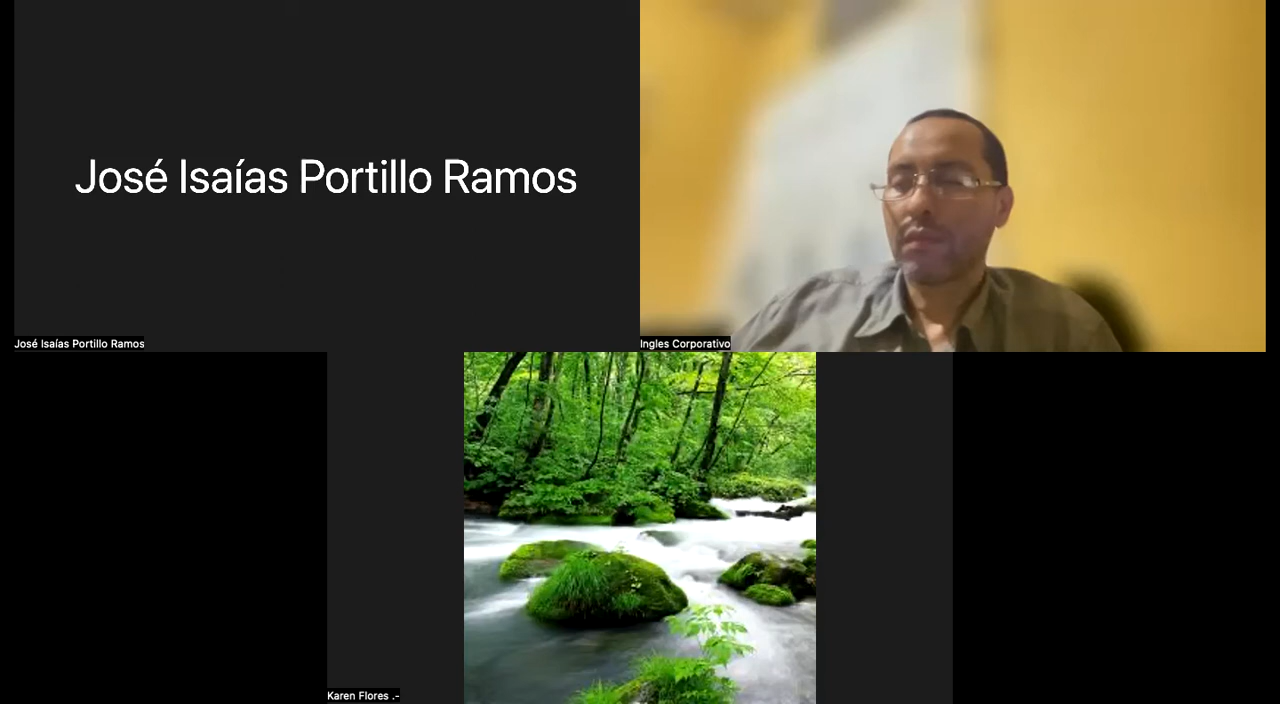 José Isaías Portillo Ramos
José Isaías Portillo Ramos
Ingles Corporativo
Karen Flores .-